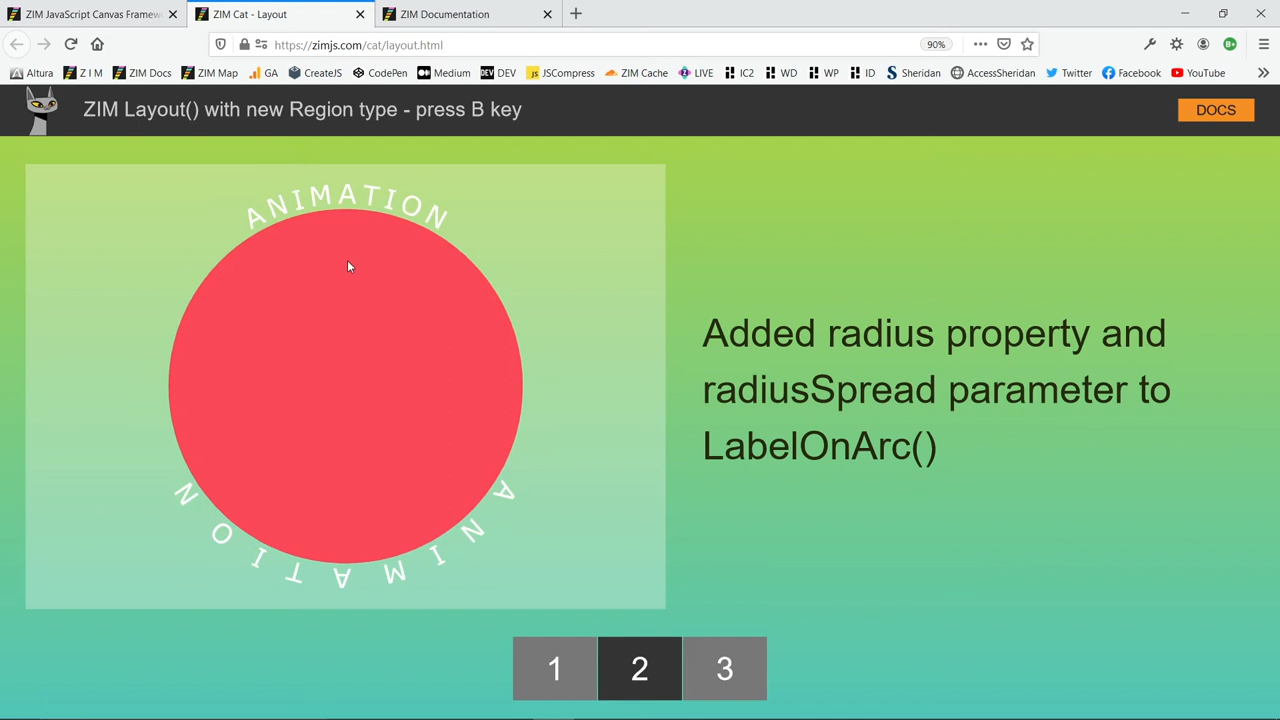 ZIM JavaScript Canvas Framew
ZIM Cat - Layout
ZIM Documentation
https://zimjs.com/cat/layout.html
90%
Altura
Z I M
ZIM Docs
ZIM Map
GA
CreateJS
CodePen
Medium
DEV
DEV
JS
JSCompress
ZIM Cache
LIVE
IC2
WD
WP
ID
Sheridan
AccessSheridan
Twitter
Facebook
YouTube
ZIM Layout() with new Region type - press B key
DOCS
ANIMATION
ANIMATION
Added radius property and
radiusSpread parameter to
LabelOnArc()
1
2
3